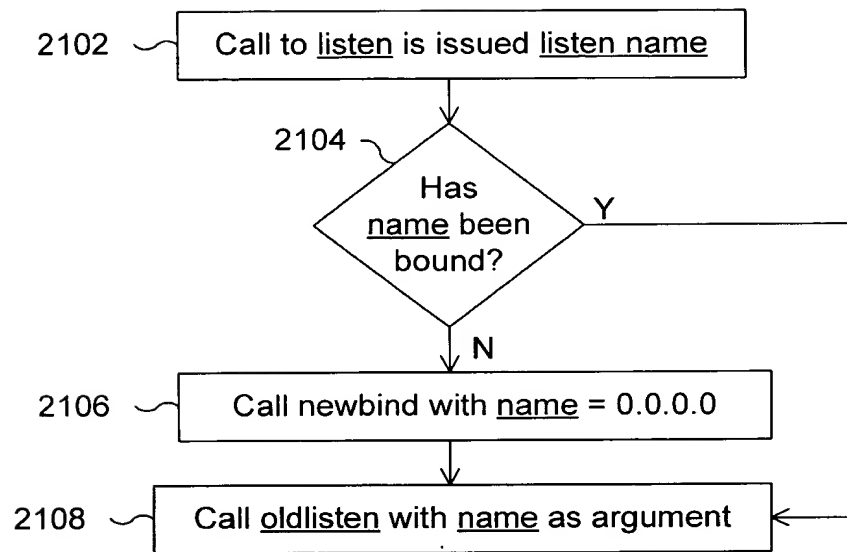 2102
Call to listen is issued listen name
2104
Has
name been
bound?
Y
N
2106
Call newbind with name = 0.0.0.0
2108
Call oldlisten with name as argument